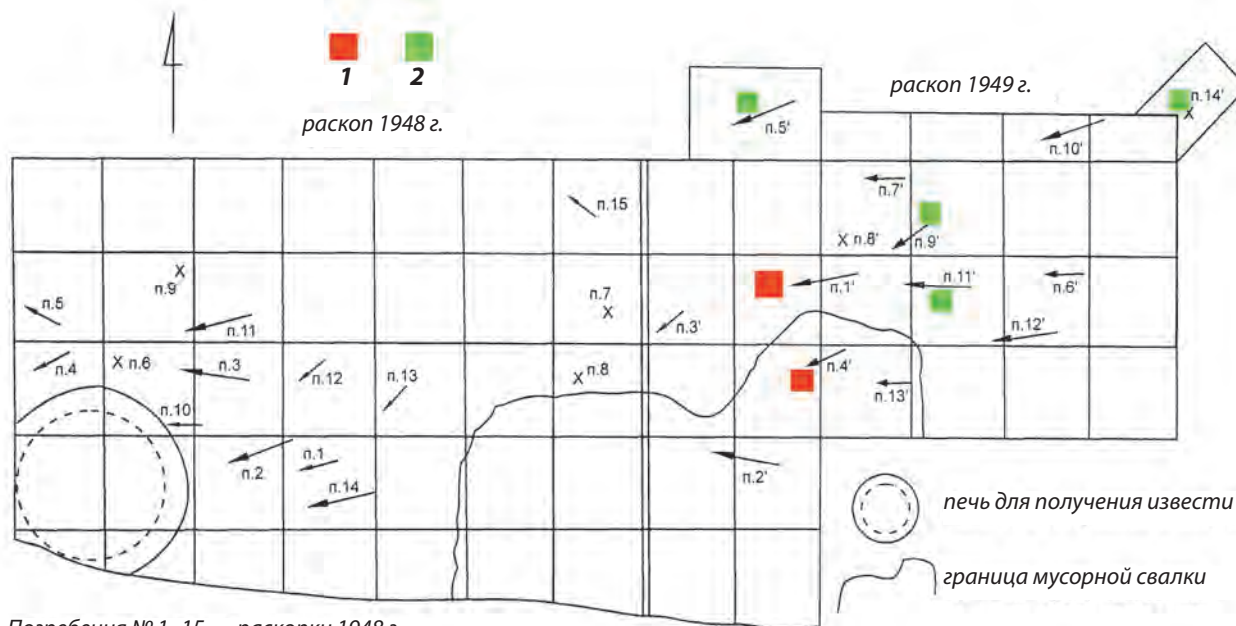 1 2
раскоп 1948 г.
раскоп 1949 г.
п.14'
п.5'
п.10'
п.7'
п.15
X п.8'
п.9'
X
п.9
п.7
X
п.1'
п.11'
п.6'
п.5
п.11
п.3'
п.12'
п.4
X п.6
п.3
п.12
п.13
X п.8
п.4'
п.13'
п.10
п.2
п.1
п.14
п.2'
печь для получения извести
граница мусорной свалки